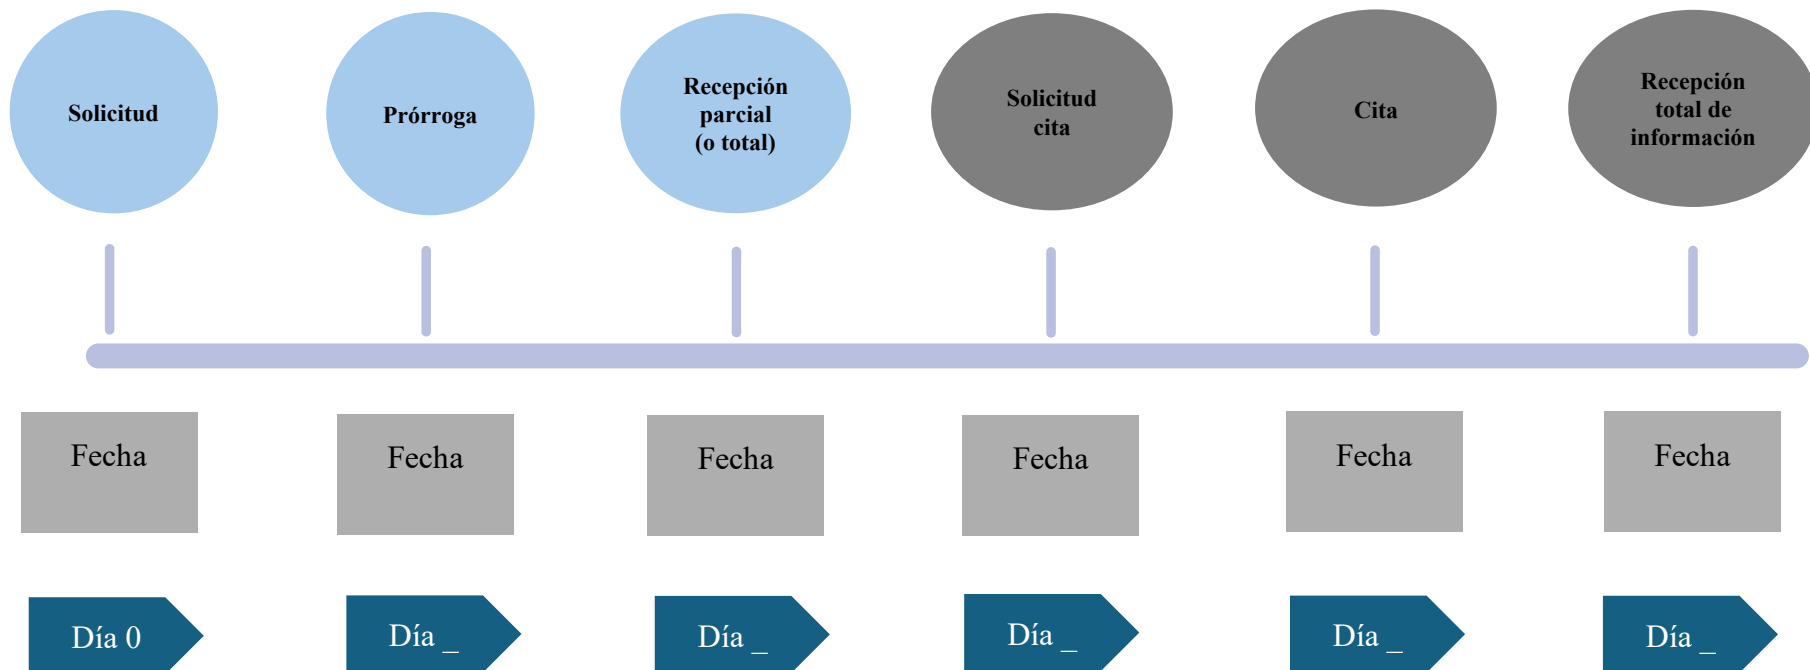 Solicitud
Prórroga
Recepción
parcial
(o total)
Solicitud
cita
Cita
Recepción
total de
información
Fecha
Fecha
Fecha
Fecha
Fecha
Fecha
Día 0
Día _
Día _
Día _
Día _
Día _